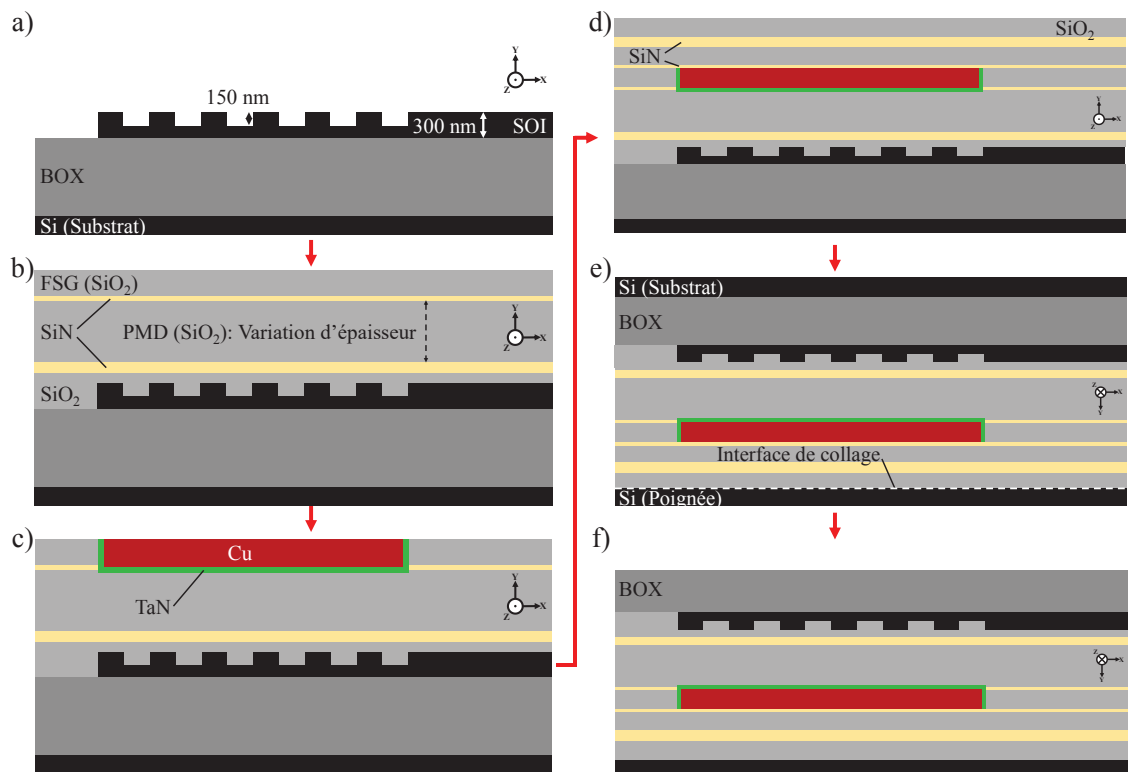 a)
Y
X
Z
150 nm
300 nm
SOI
BOX
Si (Substrat)
b)
FSG (SiO2)
SiN
PMD (SiO2): Variation d'épaisseur
Y
X
Z
SiO2
c)
Cu
TaN
Y
X
Z
d)
SiO2
SiN
Y
X
Z
e)
Si (Substrat)
BOX
Z
X
Y
Interface de collage
Si (Poignée)
f)
BOX
Z
X
Y